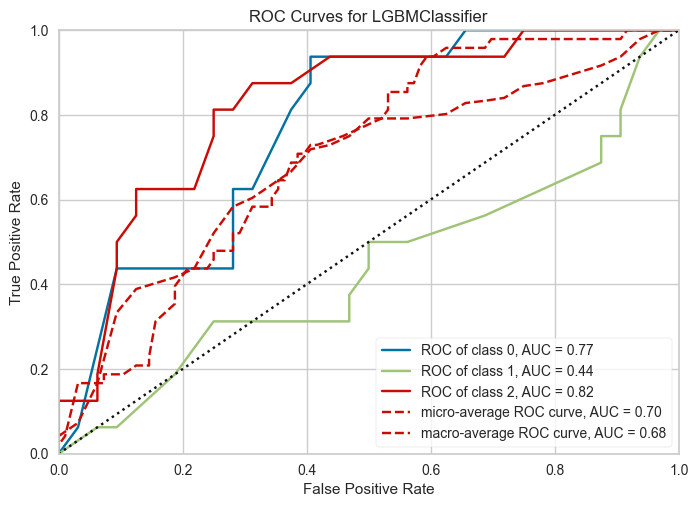 ROC Curves for LGBMClassifier
True Positive Rate
1.0
0.8
0.6
0.4
0.2
0.0
ROC of class 0, AUC = 0.77
ROC of class 1, AUC = 0.44
ROC of class 2, AUC = 0.82
micro-average ROC curve, AUC = 0.70
macro-average ROC curve, AUC = 0.68
0.0 0.2 0.4 0.6 0.8 1.0
False Positive Rate